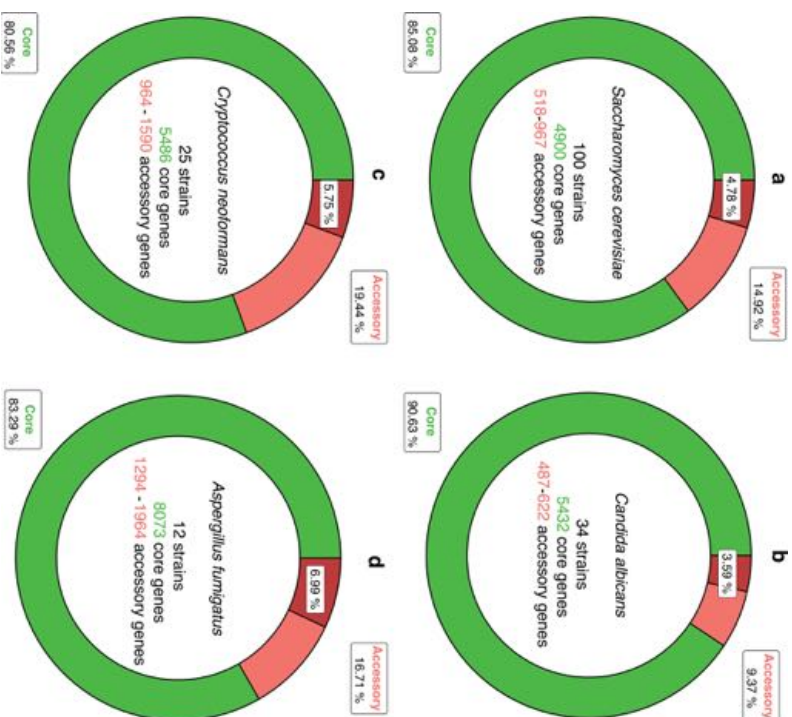 a
4.78 %
Accessory
14.92 %
Saccharomyces cerevisiae
100 strains
4900 core genes
518-967 accessory genes
Core
85.08 %
b
3.59 %
Accessory
9.37 %
Candida albicans
34 strains
5432 core genes
487-622 accessory genes
Core
90.63 %
c
5.75 %
Accessory
19.44 %
Cryptococcus neoformans
25 strains
5486 core genes
964 - 1590 accessory genes
Core
80.56 %
d
6.99 %
Accessory
16.71 %
Aspergillus fumigatus
12 strains
8073 core genes
1294 - 1964 accessory genes
Core
83.29 %